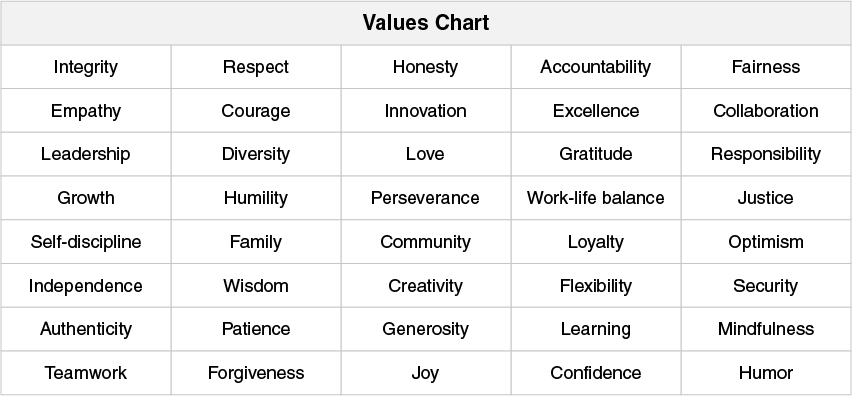 Values Chart
Integrity Respect Honesty Accountability Fairness
Empathy Courage Innovation Excellence Collaboration
Leadership Diversity Love Gratitude Responsibility
Growth Humility Perseverance Work-life balance Justice
Self-discipline Family Community Loyalty Optimism
Independence Wisdom Creativity Flexibility Security
Authenticity Patience Generosity Learning Mindfulness
Teamwork Forgiveness Joy Confidence Humor